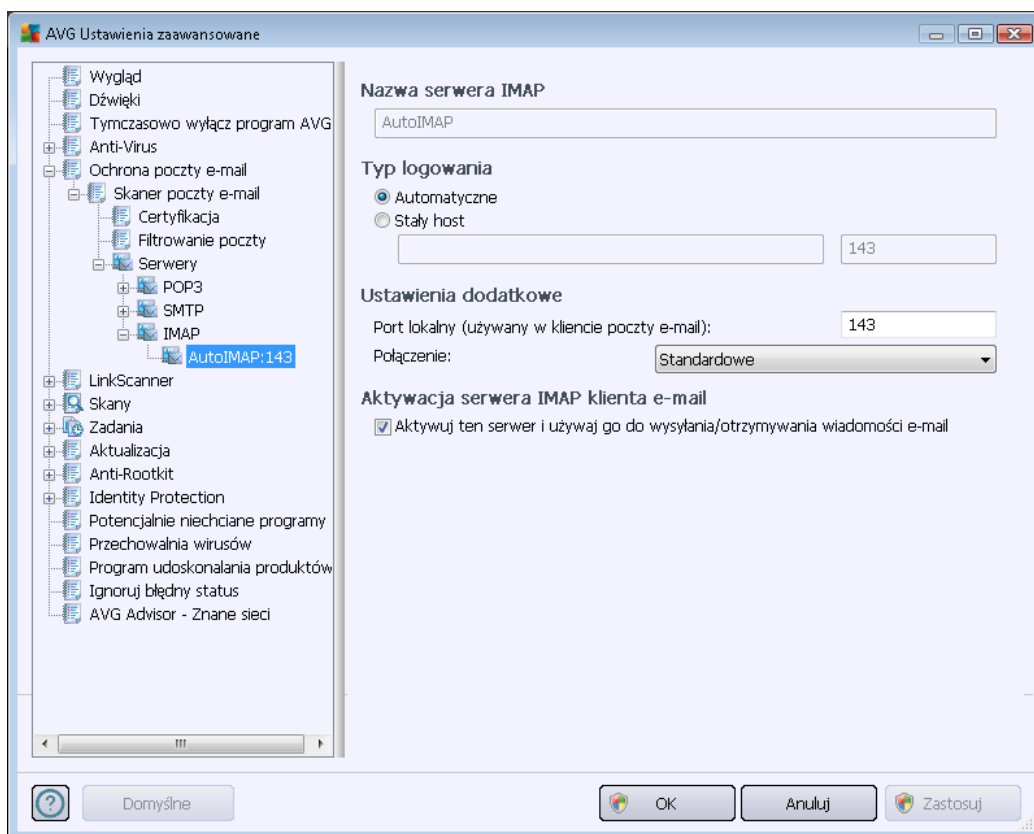 AVG Ustawienia zaawansowane
Wygląd
Dźwięki
Tymczasowo wyłącz program AVG
Anti-Virus
Ochrona poczty e-mail
Skaner poczty e-mail
Certyfikacja
Filtrowanie poczty
Serwery
POP3
SMTP
IMAP
AutoIMAP:143
LinkScanner
Skany
Zadania
Aktualizacja
Anti-Rootkit
Identity Protection
Potencjalnie niechciane programy
Przechowalnia wirusów
Program udoskonalania produktów
Ignoruj błędny status
AVG Advisor - Znane sieci
Nazwa serwera IMAP
AutoIMAP
Typ logowania
Automatyczne
Stały host
143
Ustawienia dodatkowe
Port lokalny (używany w kliencie poczty e-mail): 143
Połączenie: Standardowe
Aktywacja serwera IMAP klienta e-mail
Aktywuj ten serwer i używaj go do wysyłania/otrzymywania wiadomości e-mail
Domyślne OK Anuluj Zastosuj